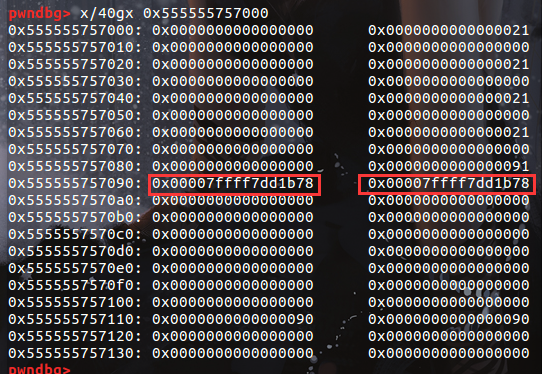 pwndbg> x/40gx 0x555555757000
0x555555757000: 0x0000000000000000 0x0000000000000021
0x555555757010: 0x0000000000000000 0x0000000000000000
0x555555757020: 0x0000000000000000 0x0000000000000021
0x555555757030: 0x0000000000000000 0x0000000000000000
0x555555757040: 0x0000000000000000 0x0000000000000021
0x555555757050: 0x0000000000000000 0x0000000000000000
0x555555757060: 0x0000000000000000 0x0000000000000021
0x555555757070: 0x0000000000000000 0x0000000000000000
0x555555757080: 0x0000000000000000 0x0000000000000091
0x555555757090: 0x00007ffff7dd1b78 0x00007ffff7dd1b78
0x5555557570a0: 0x0000000000000000 0x0000000000000000
0x5555557570b0: 0x0000000000000000 0x0000000000000000
0x5555557570c0: 0x0000000000000000 0x0000000000000000
0x5555557570d0: 0x0000000000000000 0x0000000000000000
0x5555557570e0: 0x0000000000000000 0x0000000000000000
0x5555557570f0: 0x0000000000000000 0x0000000000000000
0x555555757100: 0x0000000000000000 0x0000000000000000
0x555555757110: 0x0000000000000090 0x0000000000000090
0x555555757120: 0x0000000000000000 0x0000000000000000
0x555555757130: 0x0000000000000000 0x0000000000000000
pwndbg>